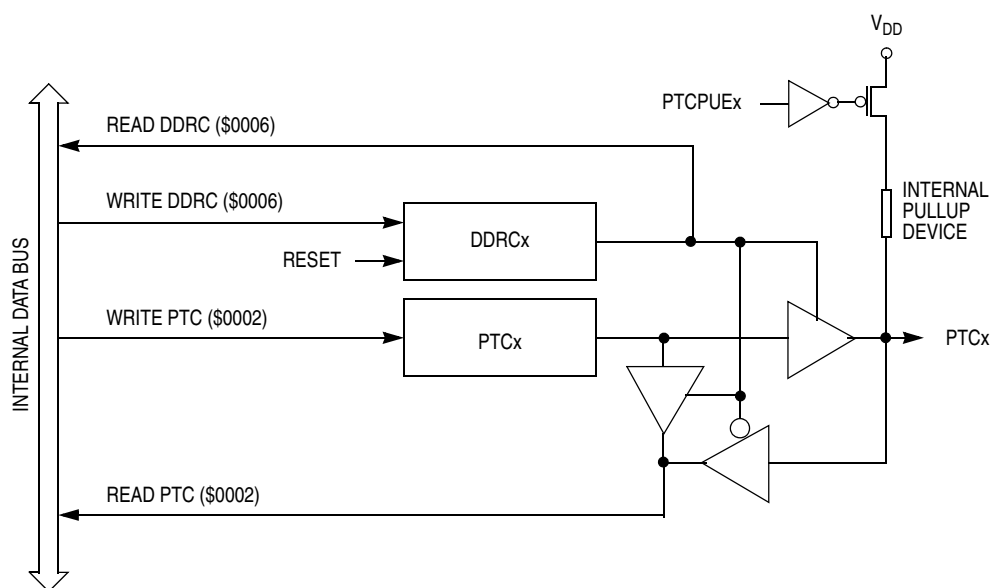 VDD
PTCPUEx
READ DDRC ($0006)
WRITE DDRC ($0006)
INTERNAL
PULLUP
DEVICE
DDRCx
RESET
INTERNAL DATA BUS
WRITE PTC ($0002)
PTCx
PTCx
READ PTC ($0002)